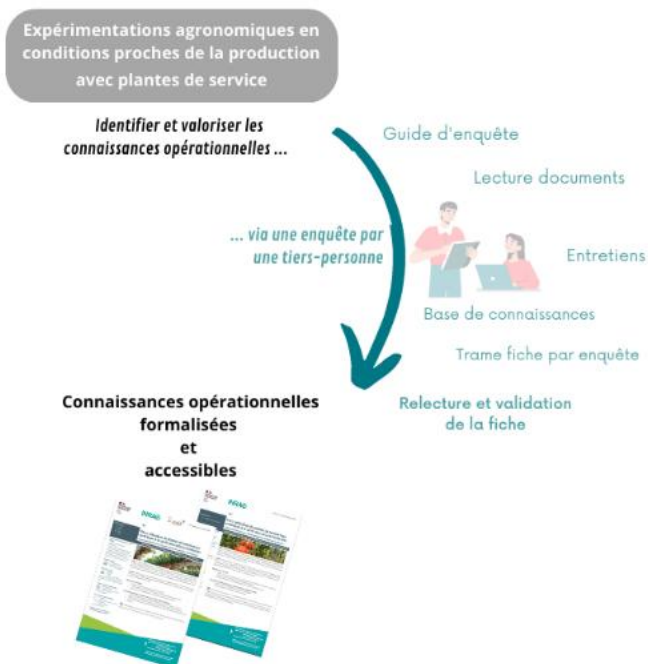 Expérimentations agronomiques en
conditions proches de la production
avec plantes de service
Identifier et valoriser les
connaissances opérationnelles ...
Guide d'enquête
Lecture documents
... via une enquête par
une tiers-personne
Entretiens
Base de connaissances
Trame fiche par enquête
Connaissances opérationnelles
formalisées
et
accessibles
Relecture et validation
de la fiche
INRAE
INRAE